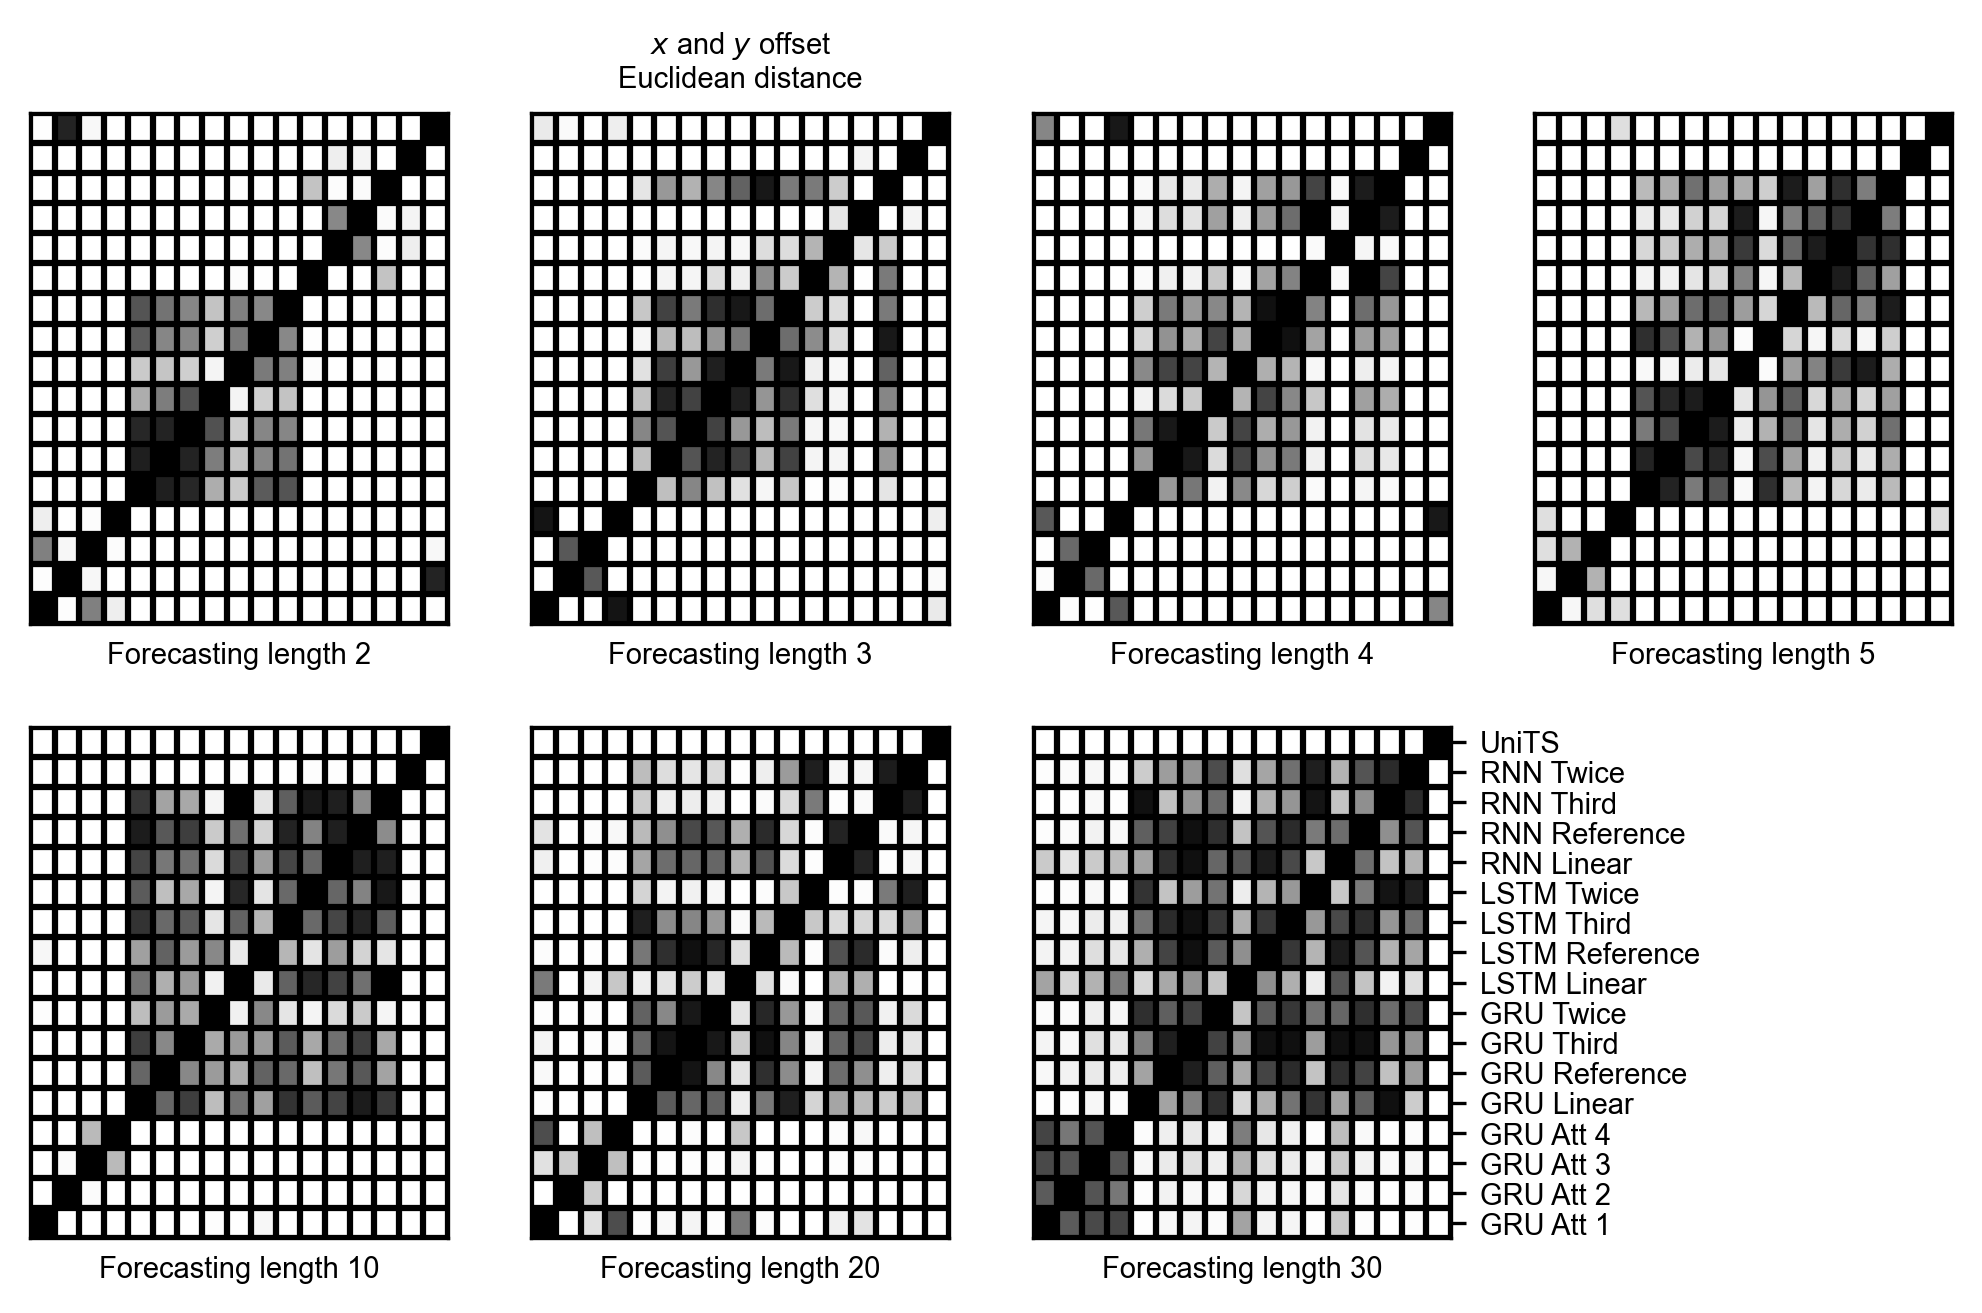 x and y offset
Euclidean distance
Forecasting length 2
Forecasting length 3
Forecasting length 4
Forecasting length 5
UniTS
RNN Twice
RNN Third
RNN Reference
RNN Linear
LSTM Twice
LSTM Third
LSTM Reference
LSTM Linear
GRU Twice
GRU Third
GRU Reference
GRU Linear
GRU Att 4
GRU Att 3
GRU Att 2
GRU Att 1
Forecasting length 10
Forecasting length 20
Forecasting length 30